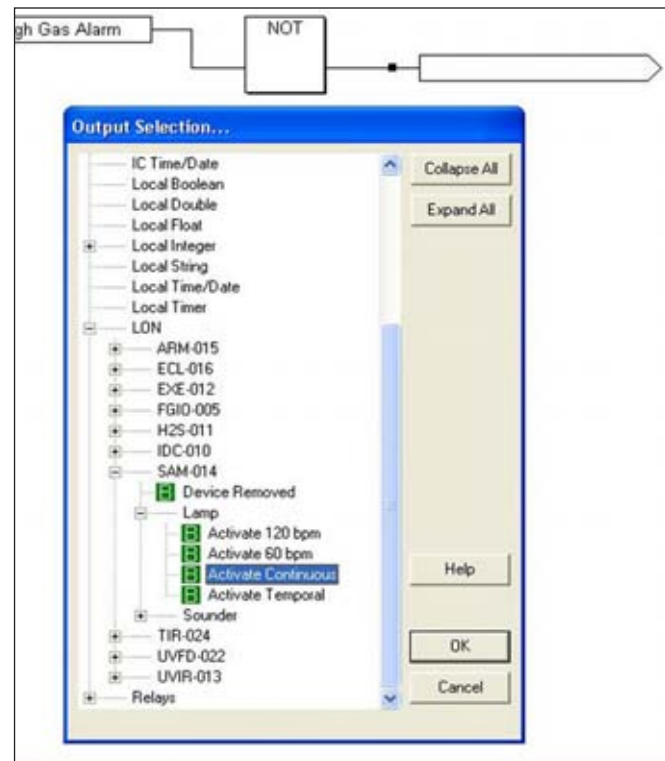 gh Gas Alarm
NOT
Output Selection...
IC Time/Date
Local Boolean
Local Double
Local Float
Local Integer
Local String
Local Time/Date
Local Timer
LON
ARM-015
ECL-016
EXE-012
FGIO-005
H2S-011
IDC-010
SAM-014
Device Removed
Lamp
Activate 120 bpm
Activate 60 bpm
Activate Continuous
Activate Temporal
Sounder
TIR-024
UVFD-022
UVIR-013
Relays
Collapse All
Expand All
Help
OK
Cancel